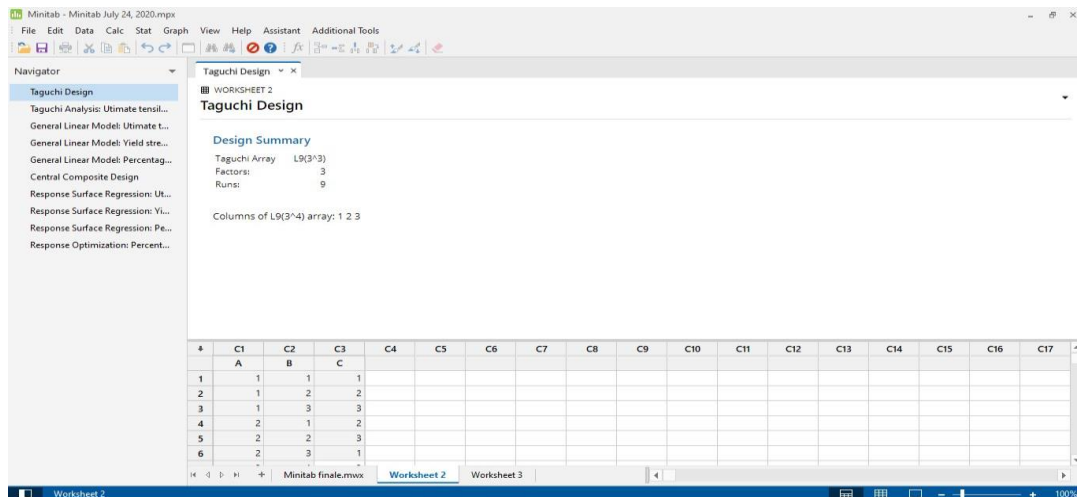 Minitab - Minitab July 24, 2020.mpx
File Edit Data Calc Stat Graph View Help Assistant Additional Tools
Navigator
Taguchi Design
Taguchi Analysis: Utimate tensil...
General Linear Model: Utimate t...
General Linear Model: Yield stre...
General Linear Model: Percentag...
Central Composite Design
Response Surface Regression: Ut...
Response Surface Regression: Yi...
Response Surface Regression: Pe...
Response Optimization: Percent...
Taguchi Design
WORKSHEET 2
Taguchi Design
Design Summary
Taguchi Array L9(3^3)
Factors: 3
Runs: 9
Columns of L9(3^4) array: 1 2 3
C1 C2 C3 C4 C5 C6 C7 C8 C9 C10 C11 C12 C13 C14 C15 C16 C17
A B C
1 1 1 1
2 1 2 2
3 1 3 3
4 2 1 2
5 2 2 3
6 2 3 1
Minitab finale.mwx Worksheet 2 Worksheet 3
Worksheet 2 100%